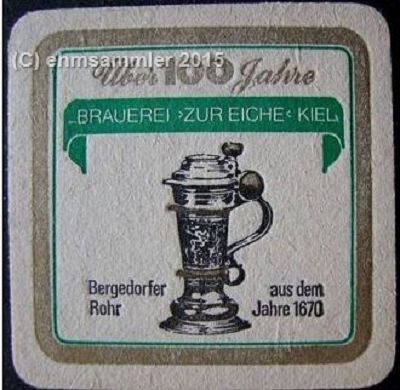 (C) ehmsammler 2015
Über 100 Jahre
BRAUEREI ›ZUR EICHE‹ KIEL
Bergedorfer
Rohr
aus dem
Jahre 1670